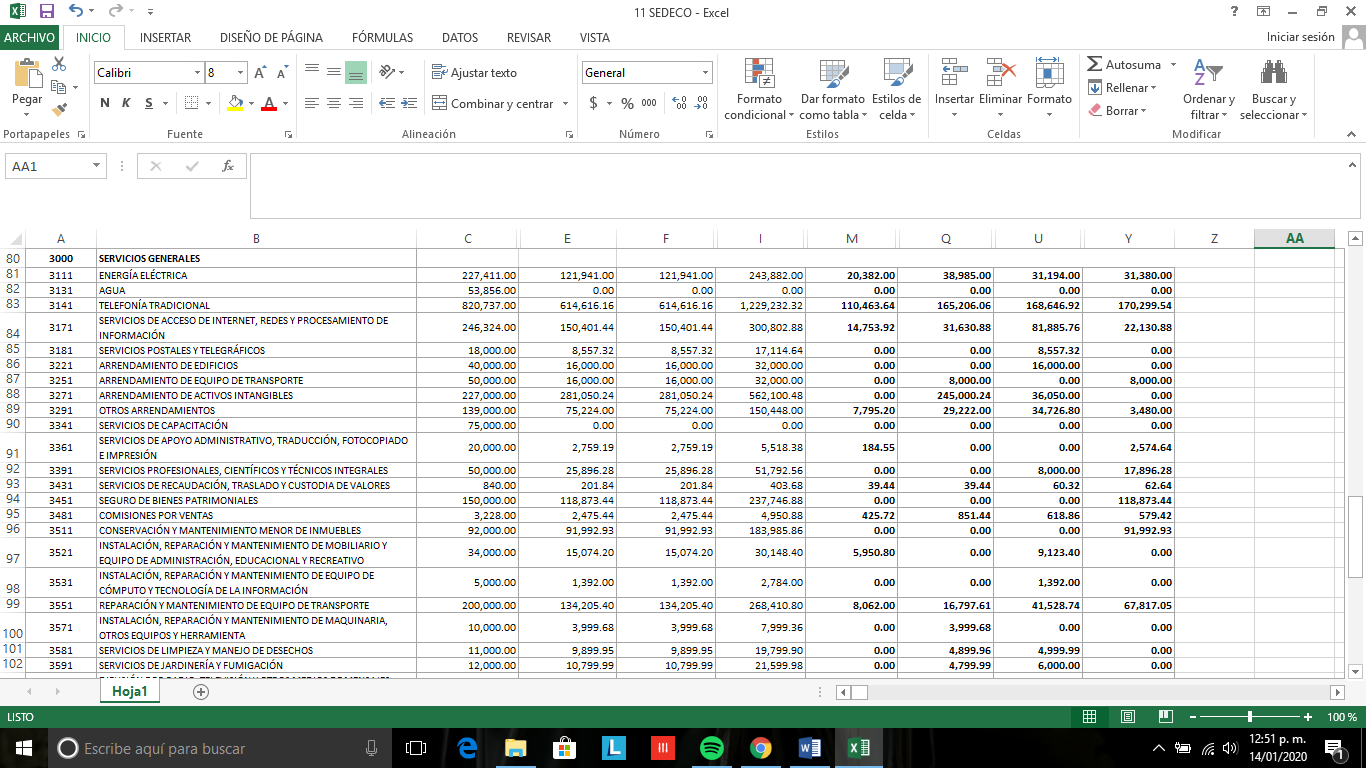 11 SEDECO - Excel
?
ARCHIVO INICIO INSERTAR DISEÑO DE PÁGINA FÓRMULAS DATOS REVISAR VISTA Iniciar sesión
Pegar
Calibri 8
Ajustar texto
General
N K S
A A A
Combinar y centrar
$ % 000
Formato condicional
Dar formato como tabla
Estilos de celda
Insertar Eliminar Formato
Autosuma
Rellenar
Borrar
Ordenar y filtrar
Buscar y seleccionar
Portapapeles Fuente Alineación Número Estilos Celdas Modificar
AA1 fx
A B C E F I M Q U Y Z AA
80 3000 SERVICIOS GENERALES
81 3111 ENERGÍA ELÉCTRICA 227,411.00 121,941.00 121,941.00 243,882.00 20,382.00 38,985.00 31,194.00 31,380.00
82 3131 AGUA 53,856.00 0.00 0.00 0.00 0.00 0.00 0.00 0.00
83 3141 TELEFONÍA TRADICIONAL 820,737.00 614,616.16 614,616.16 1,229,232.32 110,463.64 165,206.06 168,646.92 170,299.54
84 3171 SERVICIOS DE ACCESO DE INTERNET, REDES Y PROCESAMIENTO DE
INFORMACIÓN 246,324.00 150,401.44 150,401.44 300,802.88 14,753.92 31,630.88 81,885.76 22,130.88
85 3181 SERVICIOS POSTALES Y TELEGRÁFICOS 18,000.00 8,557.32 8,557.32 17,114.64 0.00 0.00 8,557.32 0.00
86 3221 ARRENDAMIENTO DE EDIFICIOS 40,000.00 16,000.00 16,000.00 32,000.00 0.00 0.00 16,000.00 0.00
87 3251 ARRENDAMIENTO DE EQUIPO DE TRANSPORTE 50,000.00 16,000.00 16,000.00 32,000.00 0.00 8,000.00 0.00 8,000.00
88 3271 ARRENDAMIENTO DE ACTIVOS INTANGIBLES 227,000.00 281,050.24 281,050.24 562,100.48 0.00 245,000.24 36,050.00 0.00
89 3291 OTROS ARRENDAMIENTOS 139,000.00 75,224.00 75,224.00 150,448.00 7,795.20 29,222.00 34,726.80 3,480.00
90 3341 SERVICIOS DE CAPACITACIÓN 75,000.00 0.00 0.00 0.00 0.00 0.00 0.00 0.00
91 3361 SERVICIOS DE APOYO ADMINISTRATIVO, TRADUCCIÓN, FOTOCOPIADO
E IMPRESIÓN 20,000.00 2,759.19 2,759.19 5,518.38 184.55 0.00 0.00 2,574.64
92 3391 SERVICIOS PROFESIONALES, CIENTÍFICOS Y TÉCNICOS INTEGRALES 50,000.00 25,896.28 25,896.28 51,792.56 0.00 0.00 8,000.00 17,896.28
93 3431 SERVICIOS DE RECAUDACIÓN, TRASLADO Y CUSTODIA DE VALORES 840.00 201.84 201.84 403.68 39.44 39.44 60.32 62.64
94 3451 SEGURO DE BIENES PATRIMONIALES 150,000.00 118,873.44 118,873.44 237,746.88 0.00 0.00 0.00 118,873.44
95 3481 COMISIONES POR VENTAS 3,228.00 2,475.44 2,475.44 4,950.88 425.72 851.44 618.86 579.42
96 3511 CONSERVACIÓN Y MANTENIMIENTO MENOR DE INMUEBLES 92,000.00 91,992.93 91,992.93 183,985.86 0.00 0.00 0.00 91,992.93
97 3521 INSTALACIÓN, REPARACIÓN Y MANTENIMIENTO DE MOBILIARIO Y
EQUIPO DE ADMINISTRACIÓN, EDUCACIONAL Y RECREATIVO 34,000.00 15,074.20 15,074.20 30,148.40 5,950.80 0.00 9,123.40 0.00
98 3531 INSTALACIÓN, REPARACIÓN Y MANTENIMIENTO DE EQUIPO DE
CÓMPUTO Y TECNOLOGÍA DE LA INFORMACIÓN 5,000.00 1,392.00 1,392.00 2,784.00 0.00 0.00 1,392.00 0.00
99 3551 REPARACIÓN Y MANTENIMIENTO DE EQUIPO DE TRANSPORTE 200,000.00 134,205.40 134,205.40 268,410.80 8,062.00 16,797.61 41,528.74 67,817.05
100 3571 INSTALACIÓN, REPARACIÓN Y MANTENIMIENTO DE MAQUINARIA,
OTROS EQUIPOS Y HERRAMIENTA 10,000.00 3,999.68 3,999.68 7,999.36 0.00 3,999.68 0.00 0.00
101 3581 SERVICIOS DE LIMPIEZA Y MANEJO DE DESECHOS 11,000.00 9,899.95 9,899.95 19,799.90 0.00 4,899.96 4,999.99 0.00
102 3591 SERVICIOS DE JARDINERÍA Y FUMIGACIÓN 12,000.00 10,799.99 10,799.99 21,599.98 0.00 4,799.99 6,000.00 0.00
Hoja1
LISTO 100 %
Escribe aquí para buscar
12:51 p. m.
14/01/2020
1